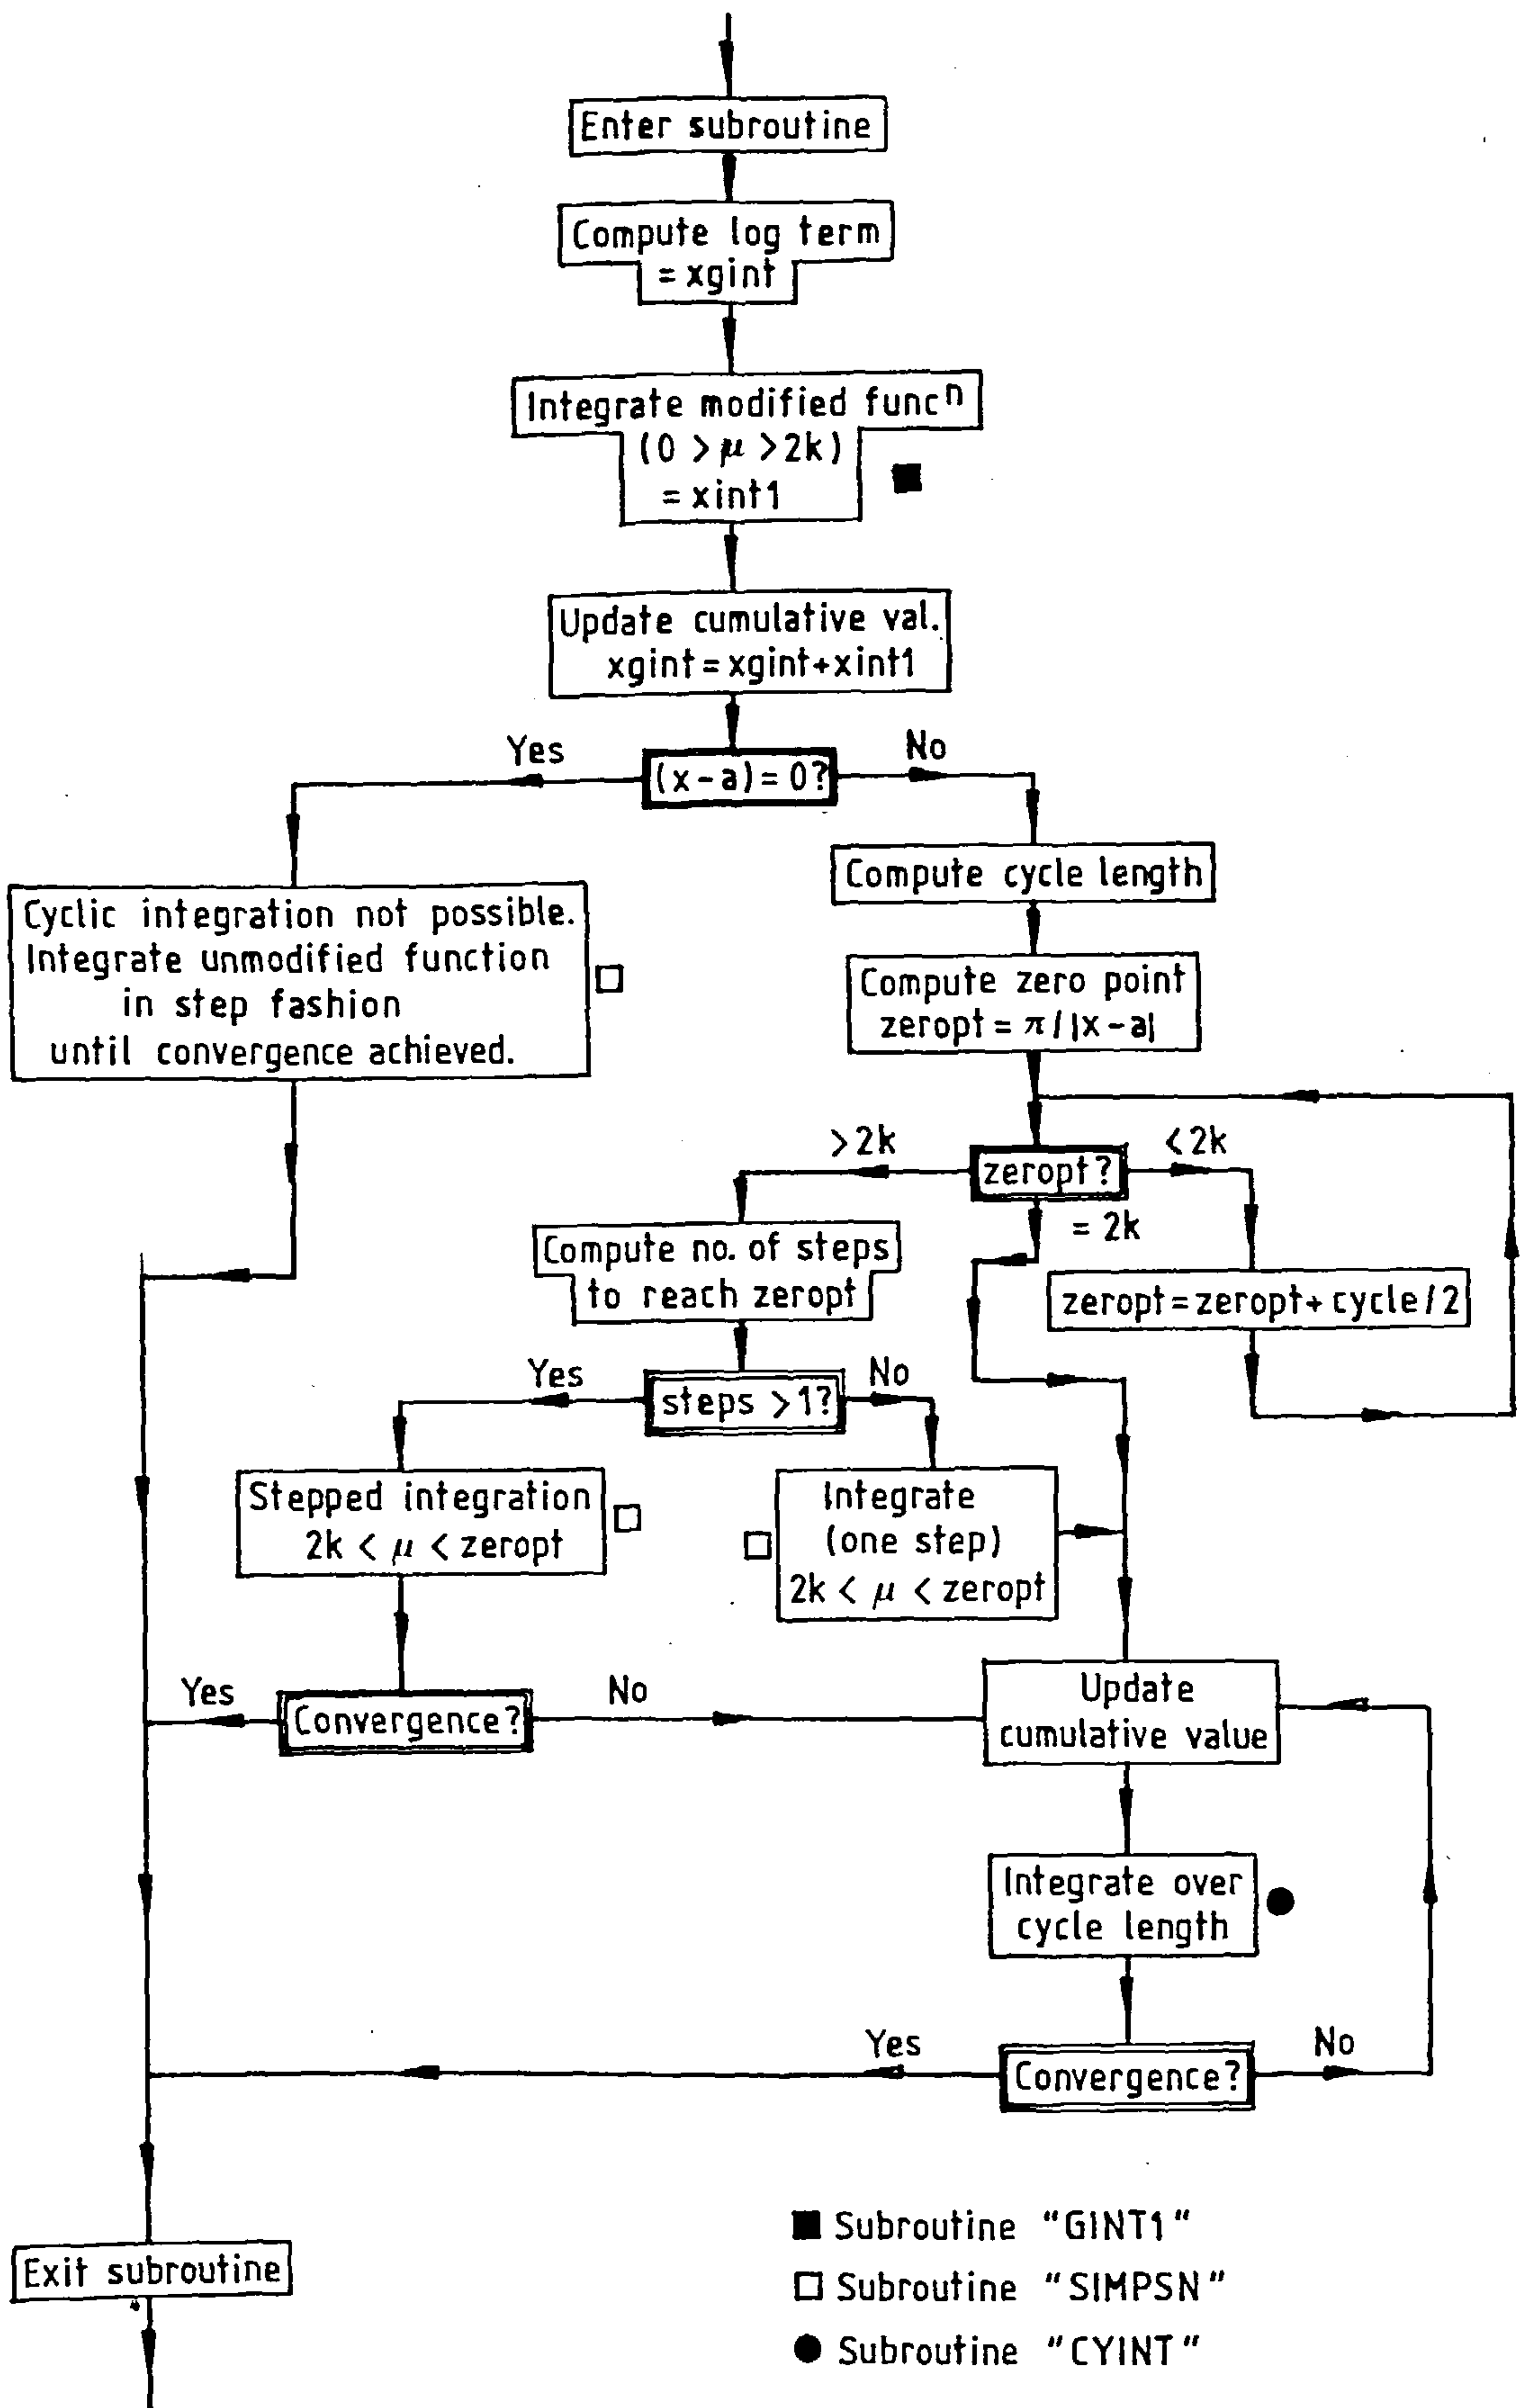 Enter subroutine
Compute log term
= xgint
Integrate modified funcⁿ
(0 > μ > 2k)
= xint1
Update cumulative val.
xgint = xgint + xint1
Yes
(x - a) = 0?
No
Compute cycle length
Cyclic integration not possible.
Integrate unmodified function
in step fashion
until convergence achieved.
Compute zero point
zeropt = π / |x - a|
> 2k
zeropt?
< 2k
= 2k
Compute no. of steps
to reach zeropt
zeropt = zeropt + cycle / 2
Yes
steps > 1?
No
Stepped integration
2k < μ < zeropt
Integrate
(one step)
2k < μ < zeropt
Yes
Convergence?
No
Update
cumulative value
Integrate over
cycle length
Yes
Convergence?
No
Exit subroutine
■ Subroutine "GINT1"
□ Subroutine "SIMPSN"
● Subroutine "CYINT"